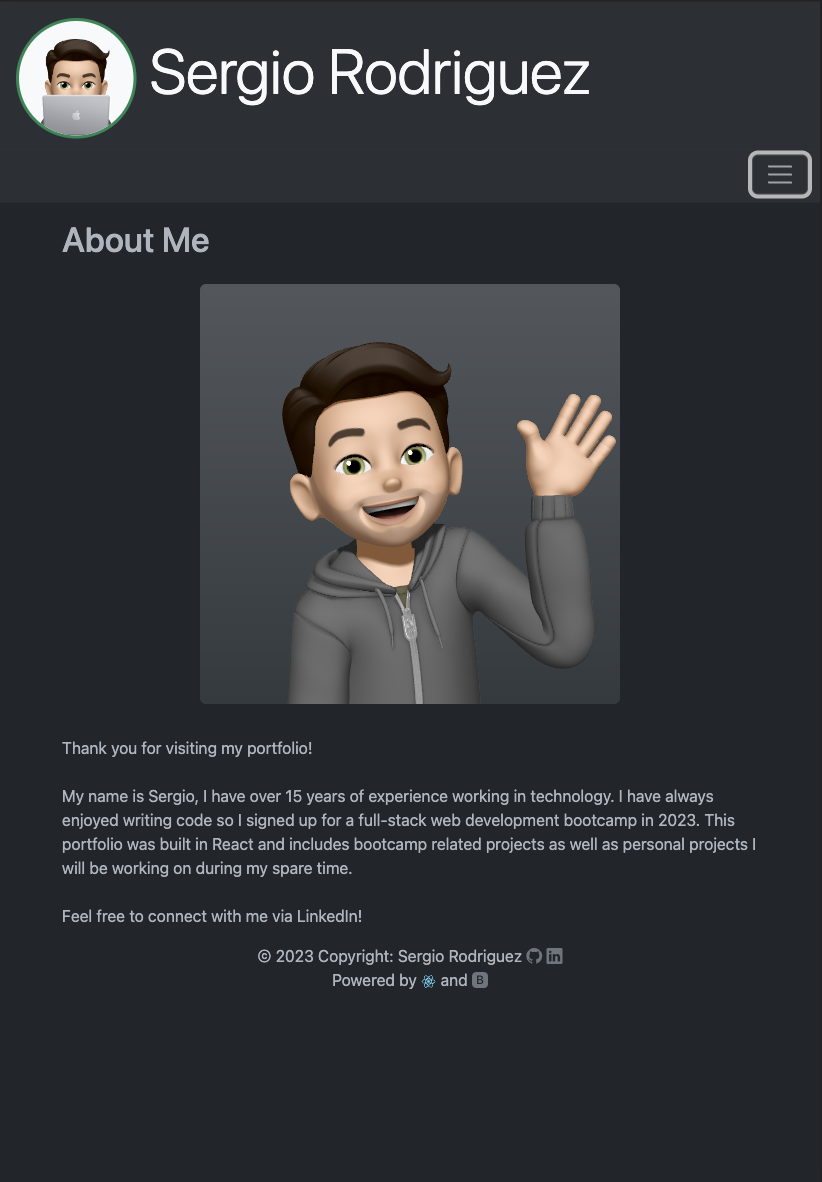 Sergio Rodriguez
About Me
Thank you for visiting my portfolio!
My name is Sergio, I have over 15 years of experience working in technology. I have always
enjoyed writing code so I signed up for a full-stack web development bootcamp in 2023. This
portfolio was built in React and includes bootcamp related projects as well as personal projects I
will be working on during my spare time.
Feel free to connect with me via LinkedIn!
© 2023 Copyright: Sergio Rodriguez in
Powered by and B